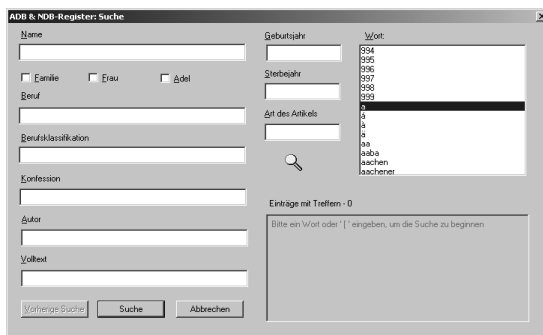 ADB & NDB-Register: Suche
Name
Familie
Frau
Adel
Beruf
Berufsklassifikation
Konfession
Autor
Volltext
Vorherige Suche
Suche
Abbrechen
Geburtsjahr
Sterbejahr
Art des Artikels
Wort:
994
995
996
997
998
999
a
á
à
aa
aaba
aachen
aachener
Einträge mit Treffern - 0
Bitte ein Wort oder ' [ ' eingeben, um die Suche zu beginnen